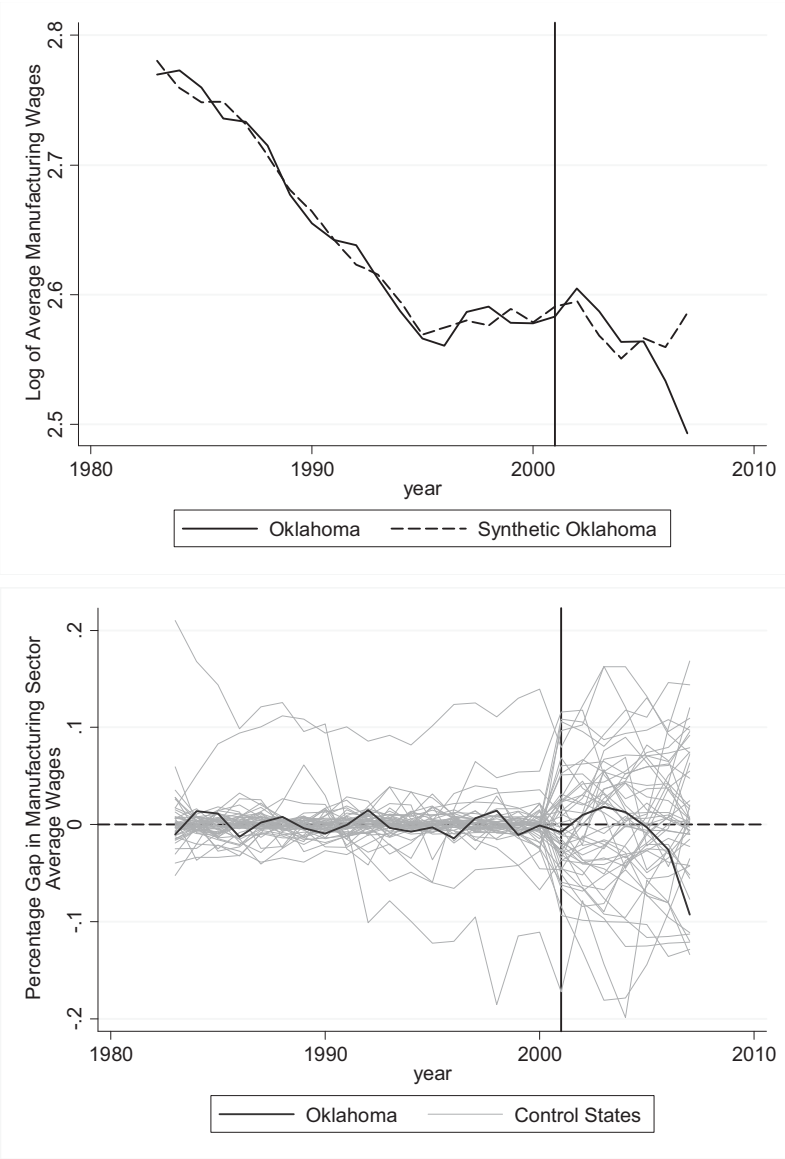 Log of Average Manufacturing Wages
2.8
2.7
2.6
2.5
1980 1990 2000 2010
year
Oklahoma Synthetic Oklahoma
Percentage Gap in Manufacturing Sector
Average Wages
.2
.1
0
-.1
-.2
1980 1990 2000 2010
year
Oklahoma Control States